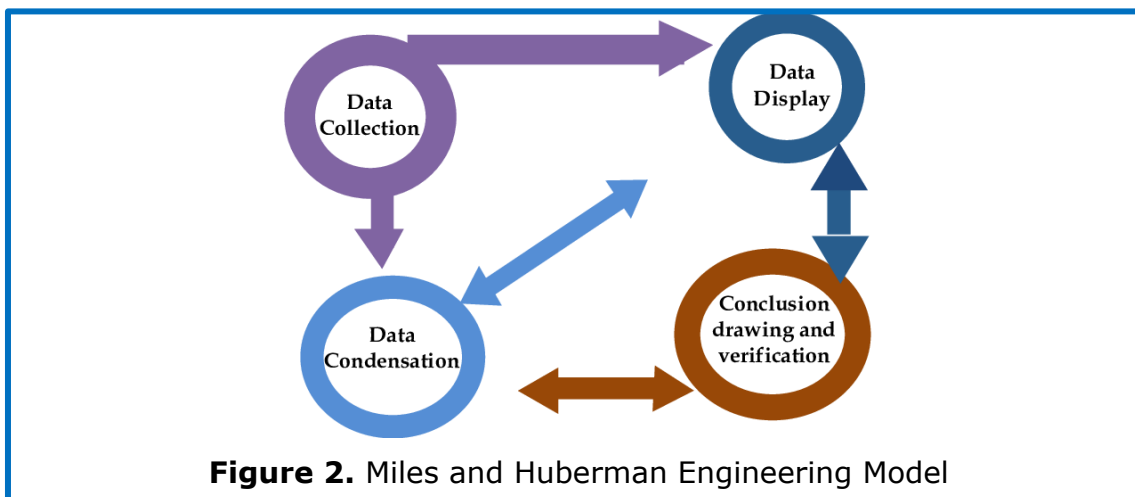 Data
Collection
Data
Display
Data
Condensation
Conclusion
drawing and
verification
Figure 2. Miles and Huberman Engineering Model